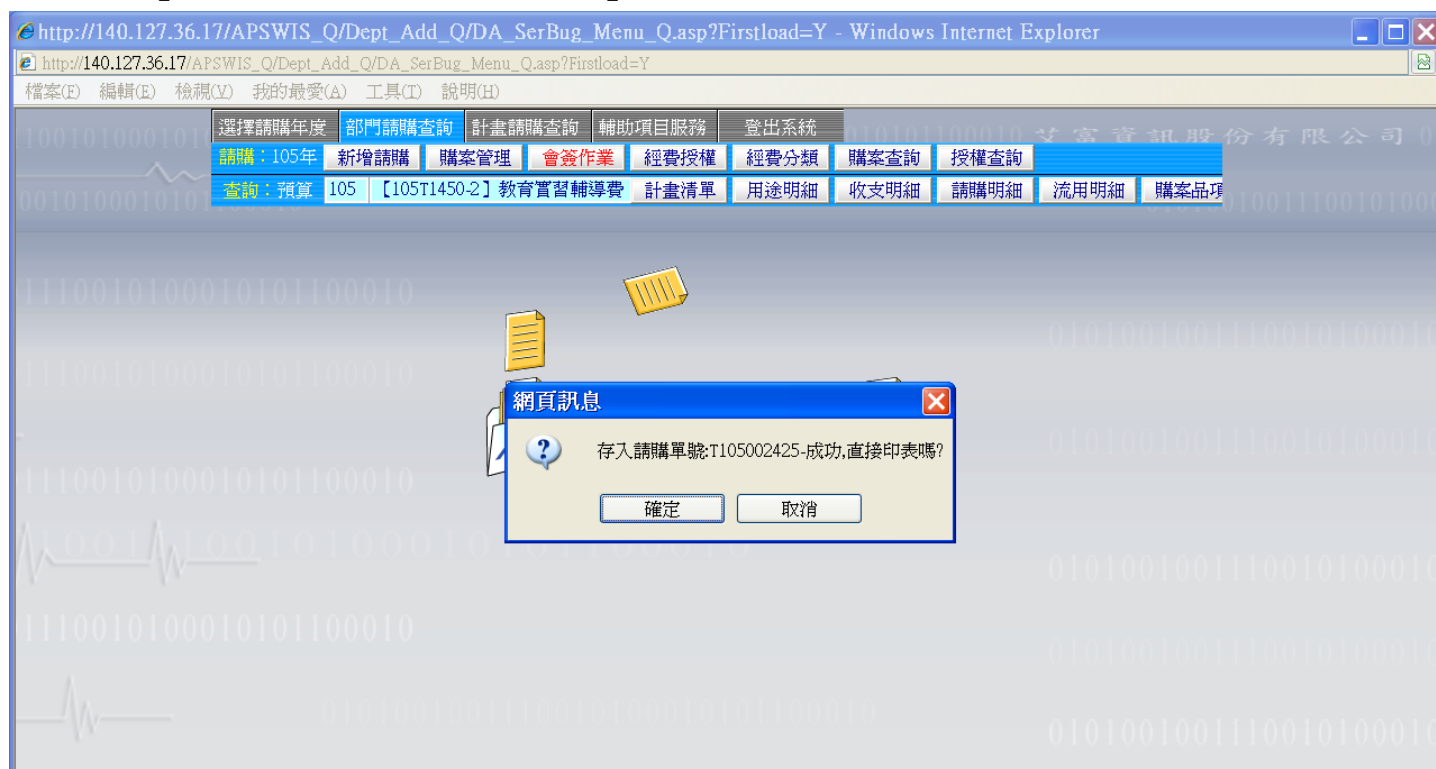 http://140.127.36.17/APSWIS_Q/Dept_Add_Q/DA_SerBug_Menu_Q.asp?Firstload=Y - Windows Internet Explorer
http://140.127.36.17/APSWIS_Q/Dept_Add_Q/DA_SerBug_Menu_Q.asp?Firstload=Y
檔案(F) 編輯(E) 檢視(V) 我的最愛(A) 工具(T) 說明(H)
選擇請購年度 部門請購查詢 計畫請購查詢 輔助項目服務 登出系統
艾富資訊股份有限公司
請購：105年 新增請購 購案管理 會簽作業 經費授權 經費分類 購案查詢 授權查詢
查詢：預算 105 【105T1450-2】教育實習輔導費 計畫清單 用途明細 收支明細 請購明細 流用明細 購案品項
網頁訊息
存入請購單號:T105002425-成功,直接印表嗎?
確定 取消